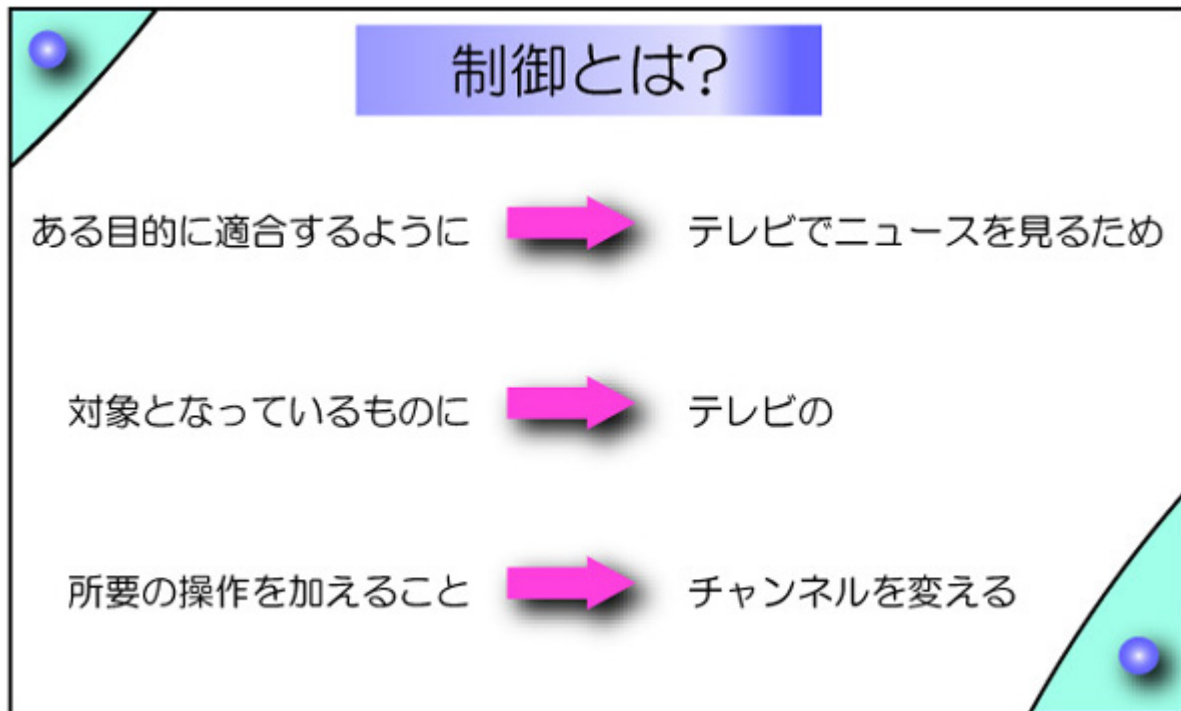 制御とは?
ある目的に適合するように
テレビでニュースを見るため
対象となっているものに
テレビの
所要の操作を加えること
チャンネルを変える